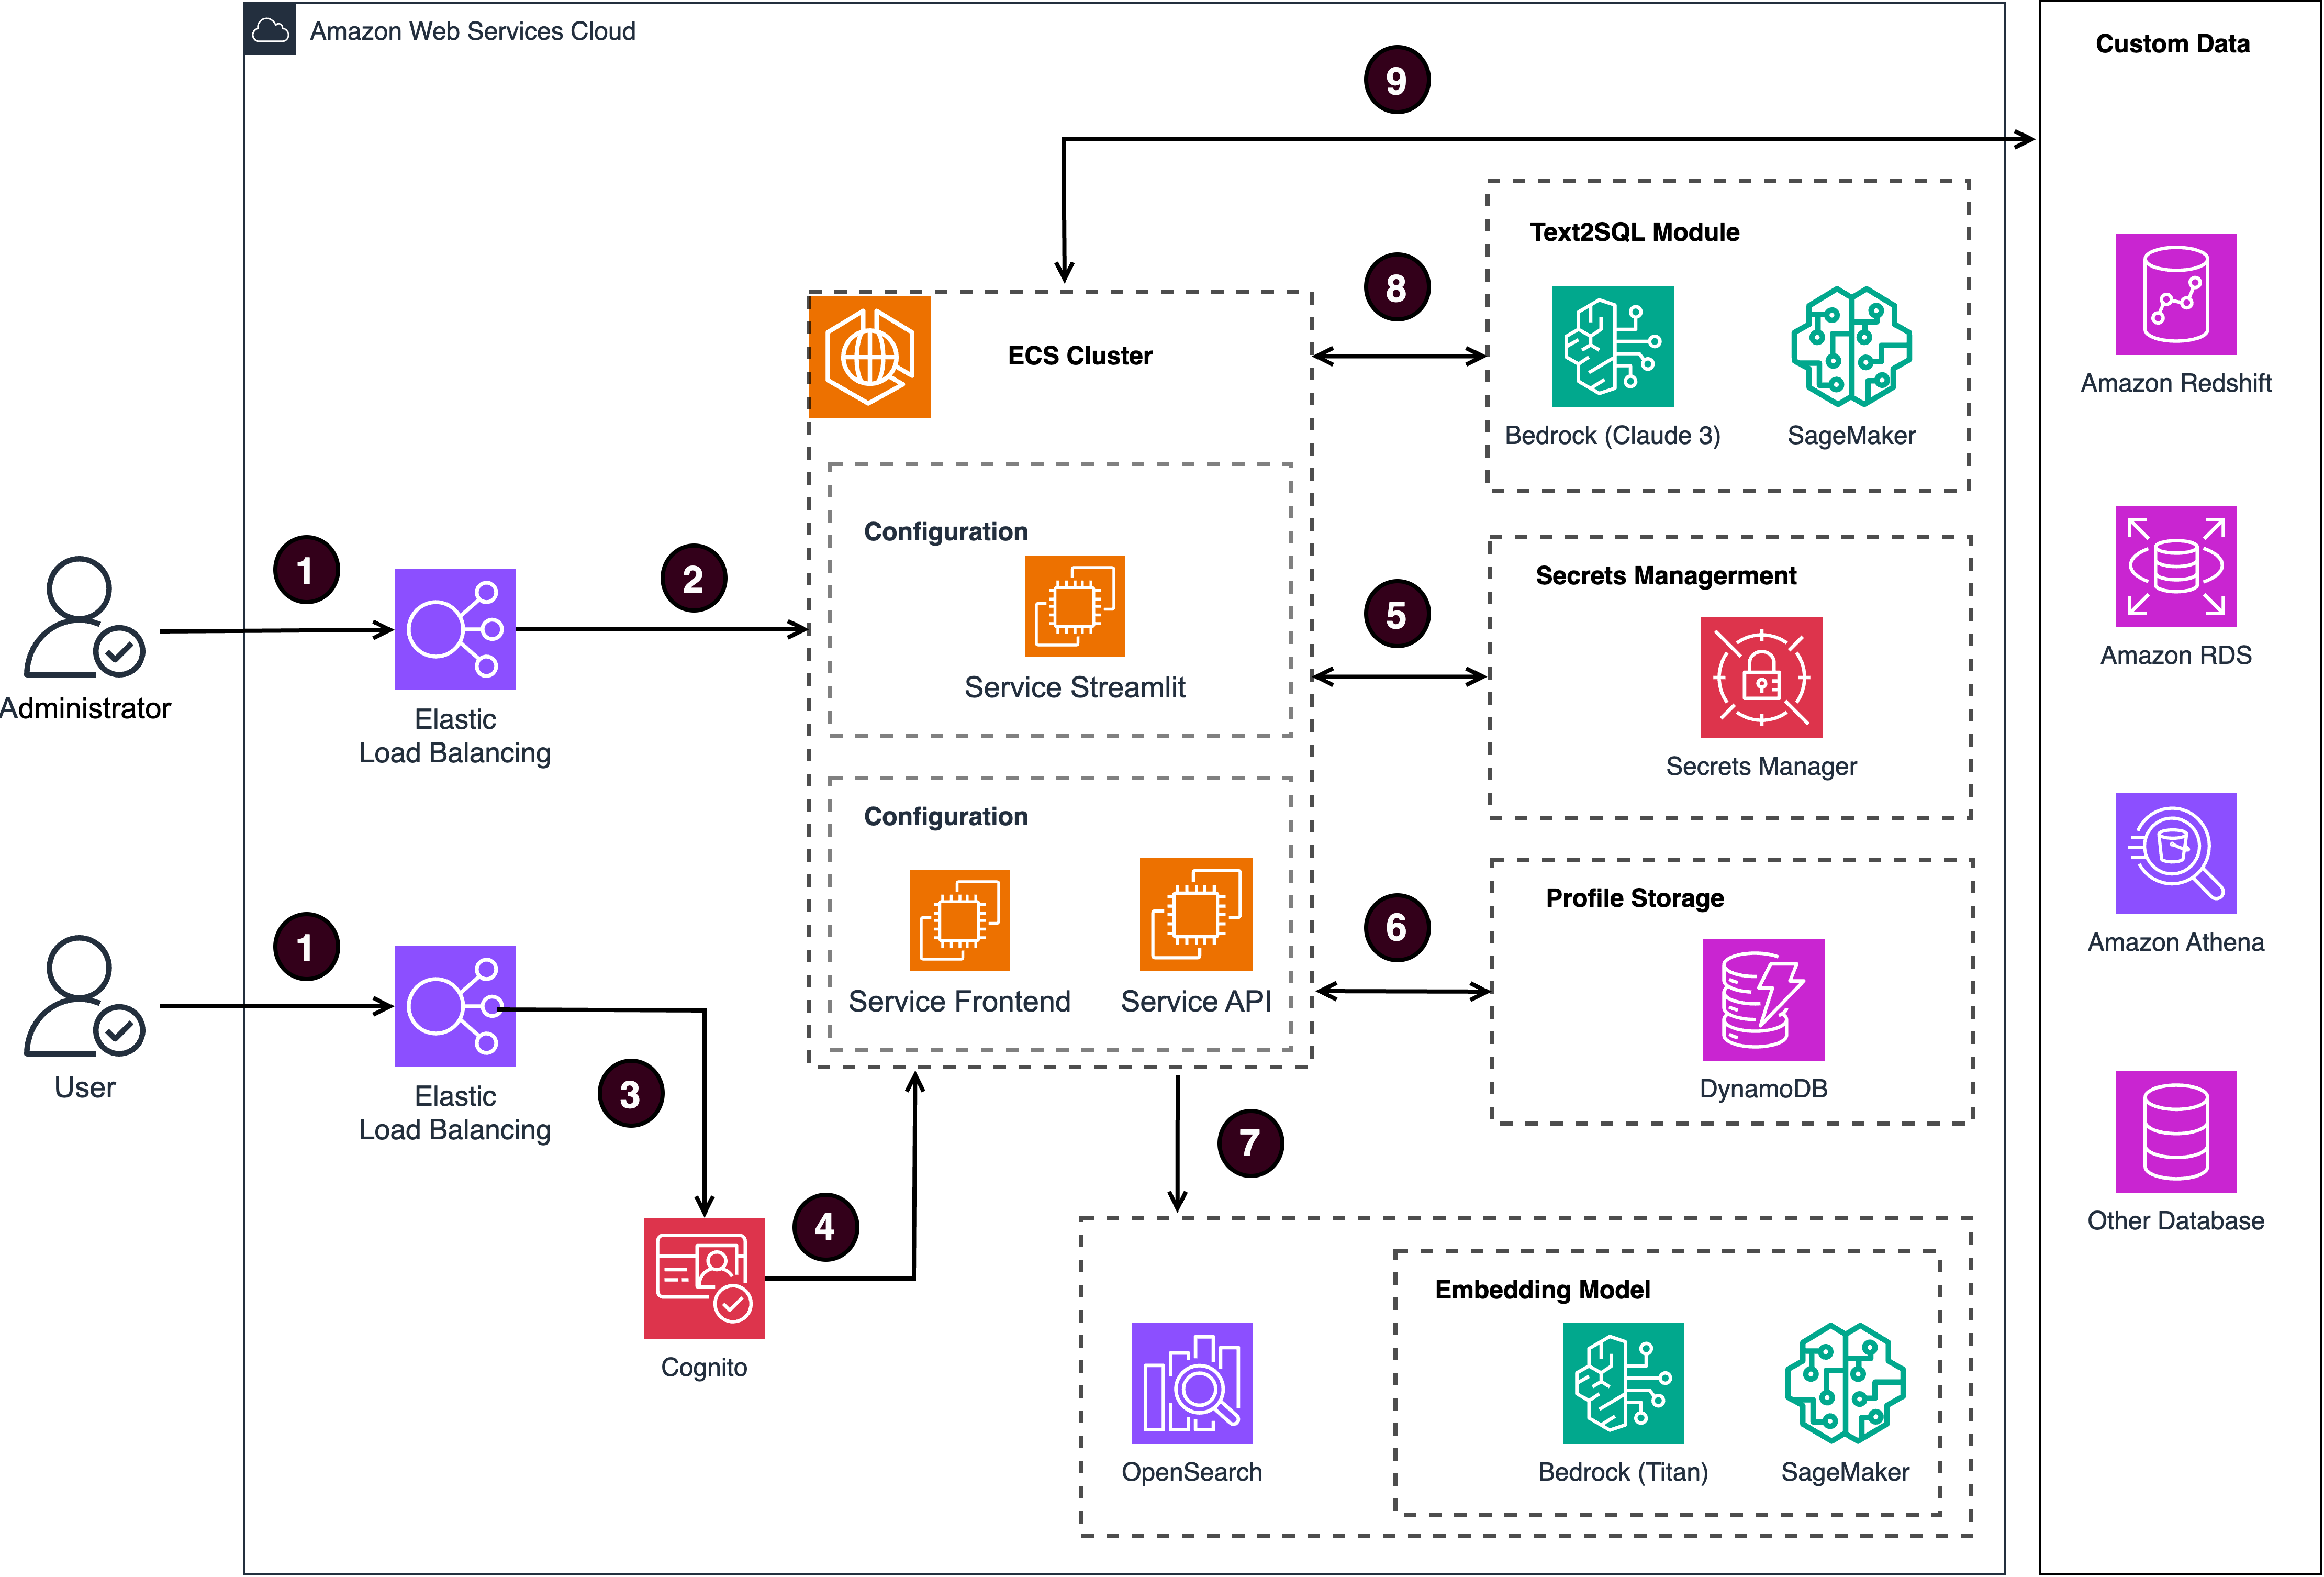 Amazon Web Services Cloud
Custom Data
9
Text2SQL Module
8
ECS Cluster
Bedrock (Claude 3)
SageMaker
Amazon Redshift
Configuration
1
2
Service Streamlit
Administrator
Elastic
Load Balancing
5
Secrets Managerment
Secrets Manager
Amazon RDS
Configuration
Service Frontend
Service API
1
User
Elastic
Load Balancing
3
4
Cognito
6
Profile Storage
DynamoDB
Amazon Athena
7
Embedding Model
OpenSearch
Bedrock (Titan)
SageMaker
Other Database